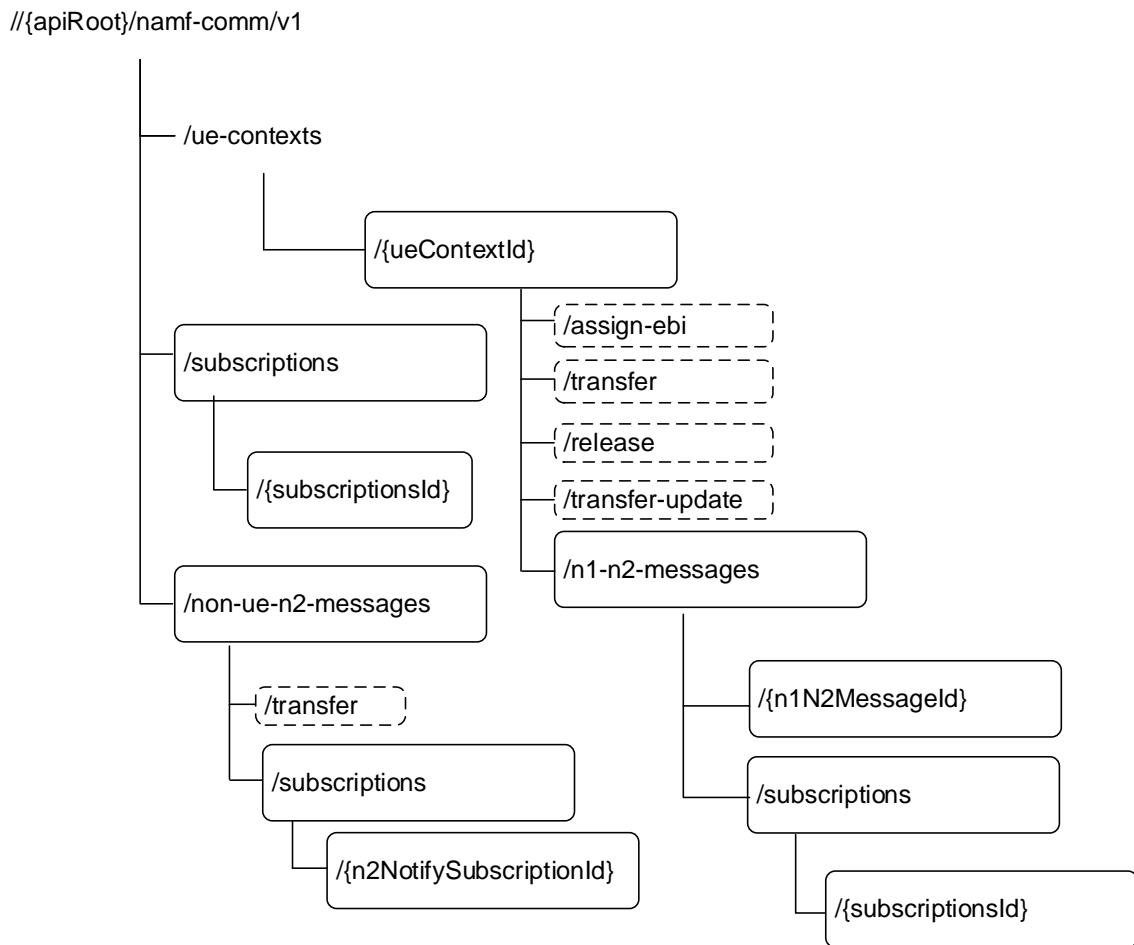 //{apiRoot}/namf-comm/v1
/ue-contexts
/{ueContextId}
/assign-ebi
/transfer
/release
/transfer-update
/n1-n2-messages
/{n1N2MessageId}
/subscriptions
/{subscriptionsId}
/subscriptions
/{subscriptionsId}
/non-ue-n2-messages
/transfer
/subscriptions
/{n2NotifySubscriptionId}